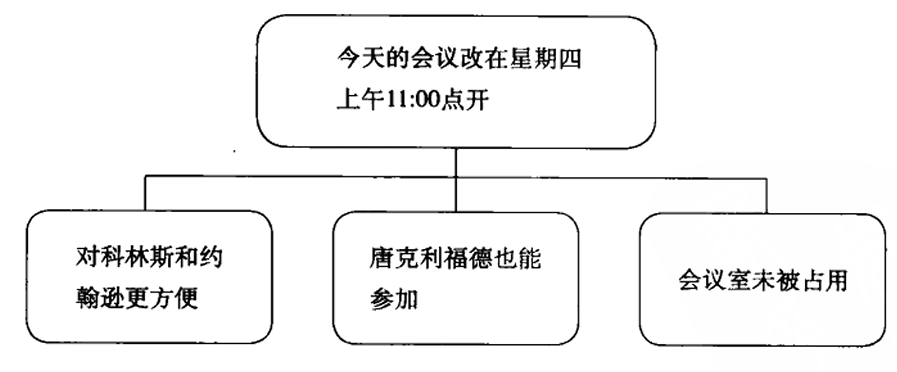 今天的会议改在星期四
上午11:00点开
对科林斯和约
翰逊更方便
唐克利福德也能
参加
会议室未被占用